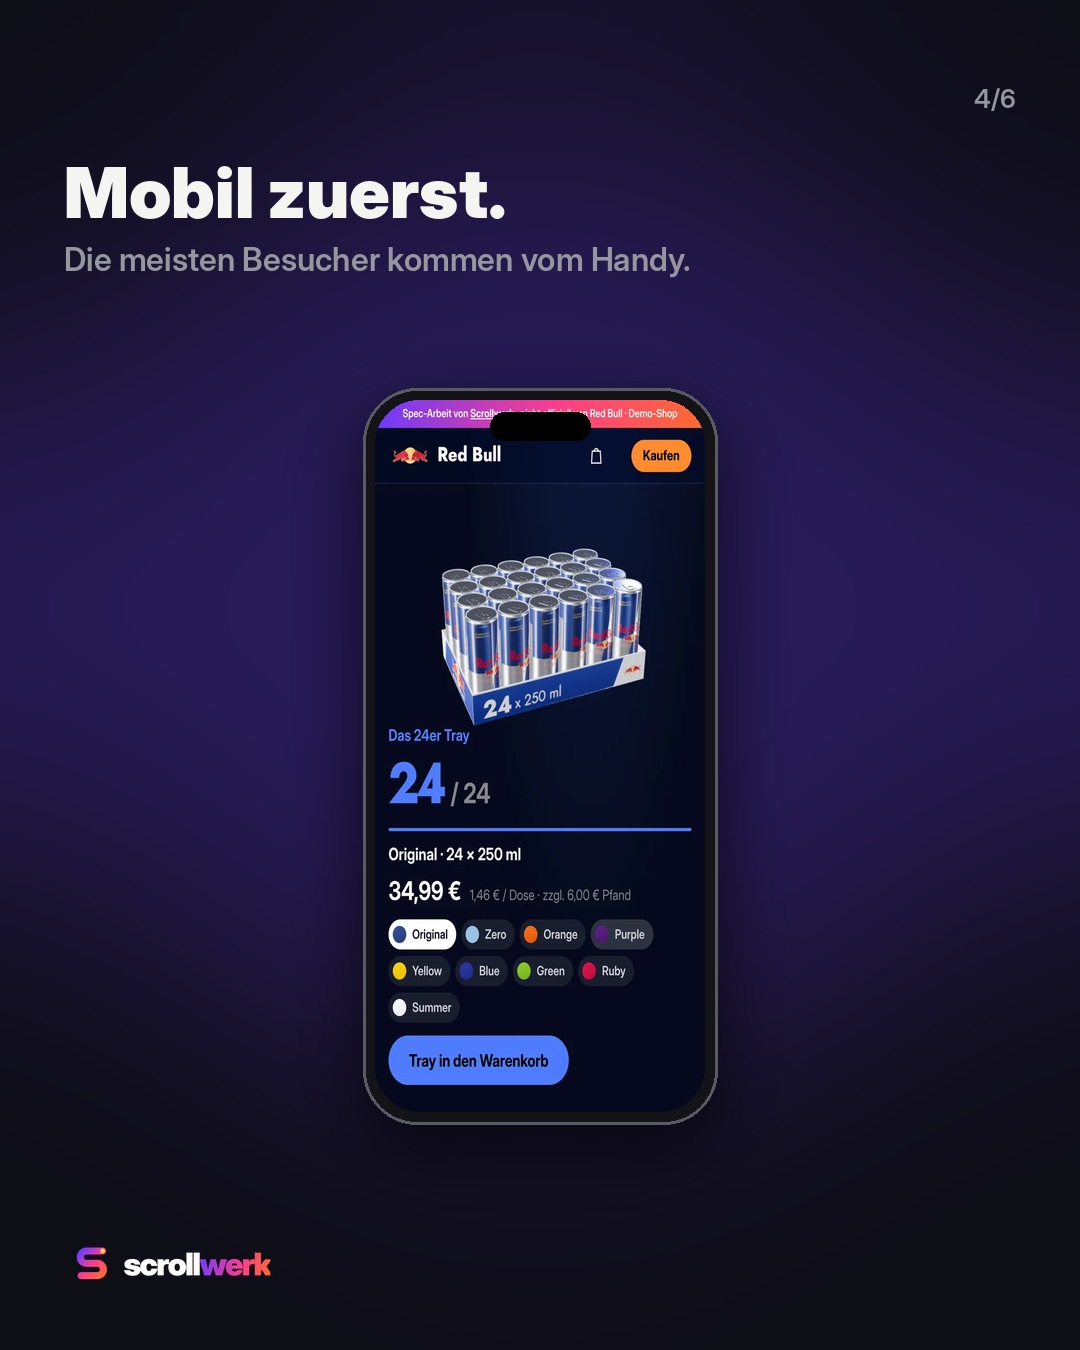 4/6
Mobil zuerst.
Die meisten Besucher kommen vom Handy.
Spec-Arbeit von Red Bull · Demo-Shop
Red Bull
Kaufen
24 x 250 ml
Das 24er Tray
24 / 24
Original · 24 × 250 ml
34,99 € 1,46 € / Dose · zzgl. 6,00 € Pfand
Original Zero Orange Purple
Yellow Blue Green Ruby
Summer
Tray in den Warenkorb
scrollwerk